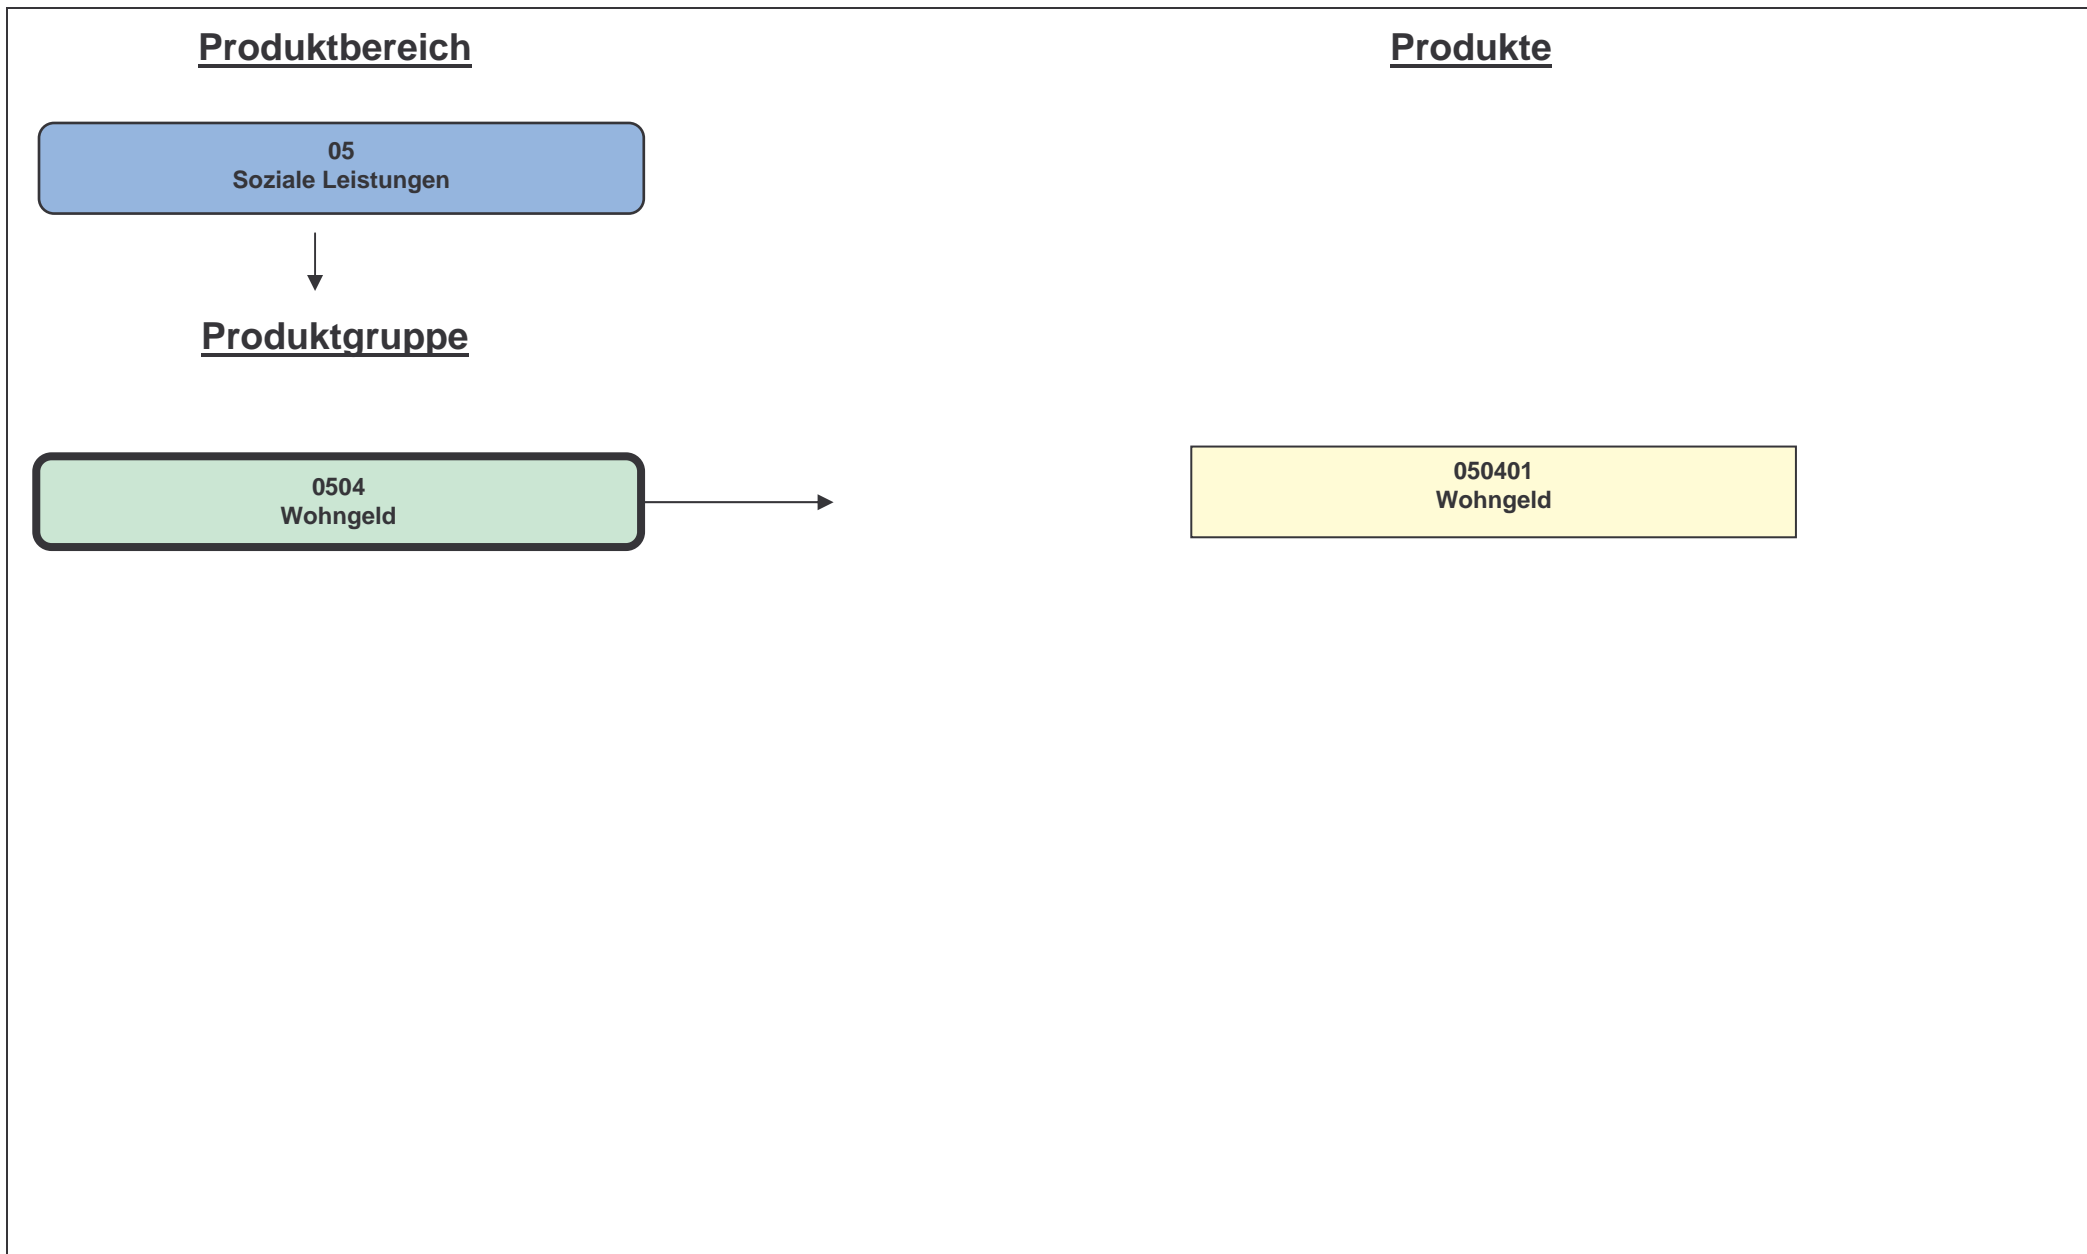 Produktbereich
Produkte
05
Soziale Leistungen
Produktgruppe
0504
Wohngeld
050401
Wohngeld